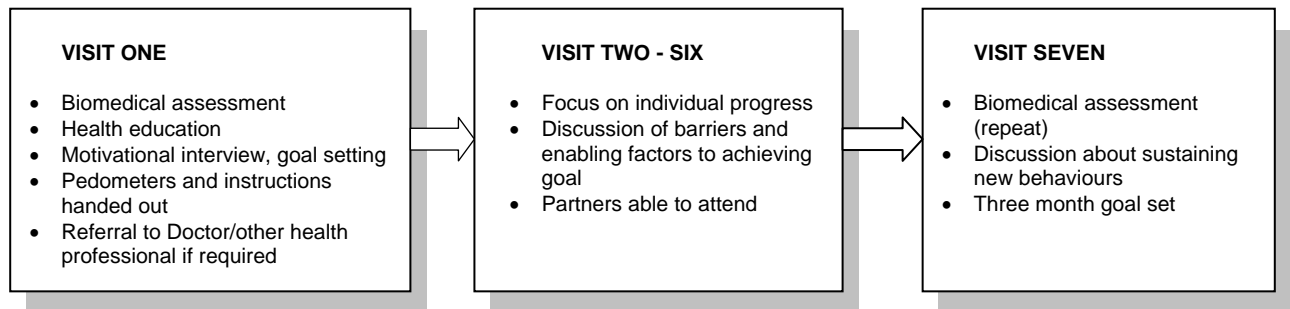 VISIT ONE
• Biomedical assessment
• Health education
• Motivational interview, goal setting
• Pedometers and instructions
handed out
• Referral to Doctor/other health
professional if required
VISIT TWO - SIX
• Focus on individual progress
• Discussion of barriers and
enabling factors to achieving
goal
• Partners able to attend
VISIT SEVEN
• Biomedical assessment
(repeat)
• Discussion about sustaining
new behaviours
• Three month goal set